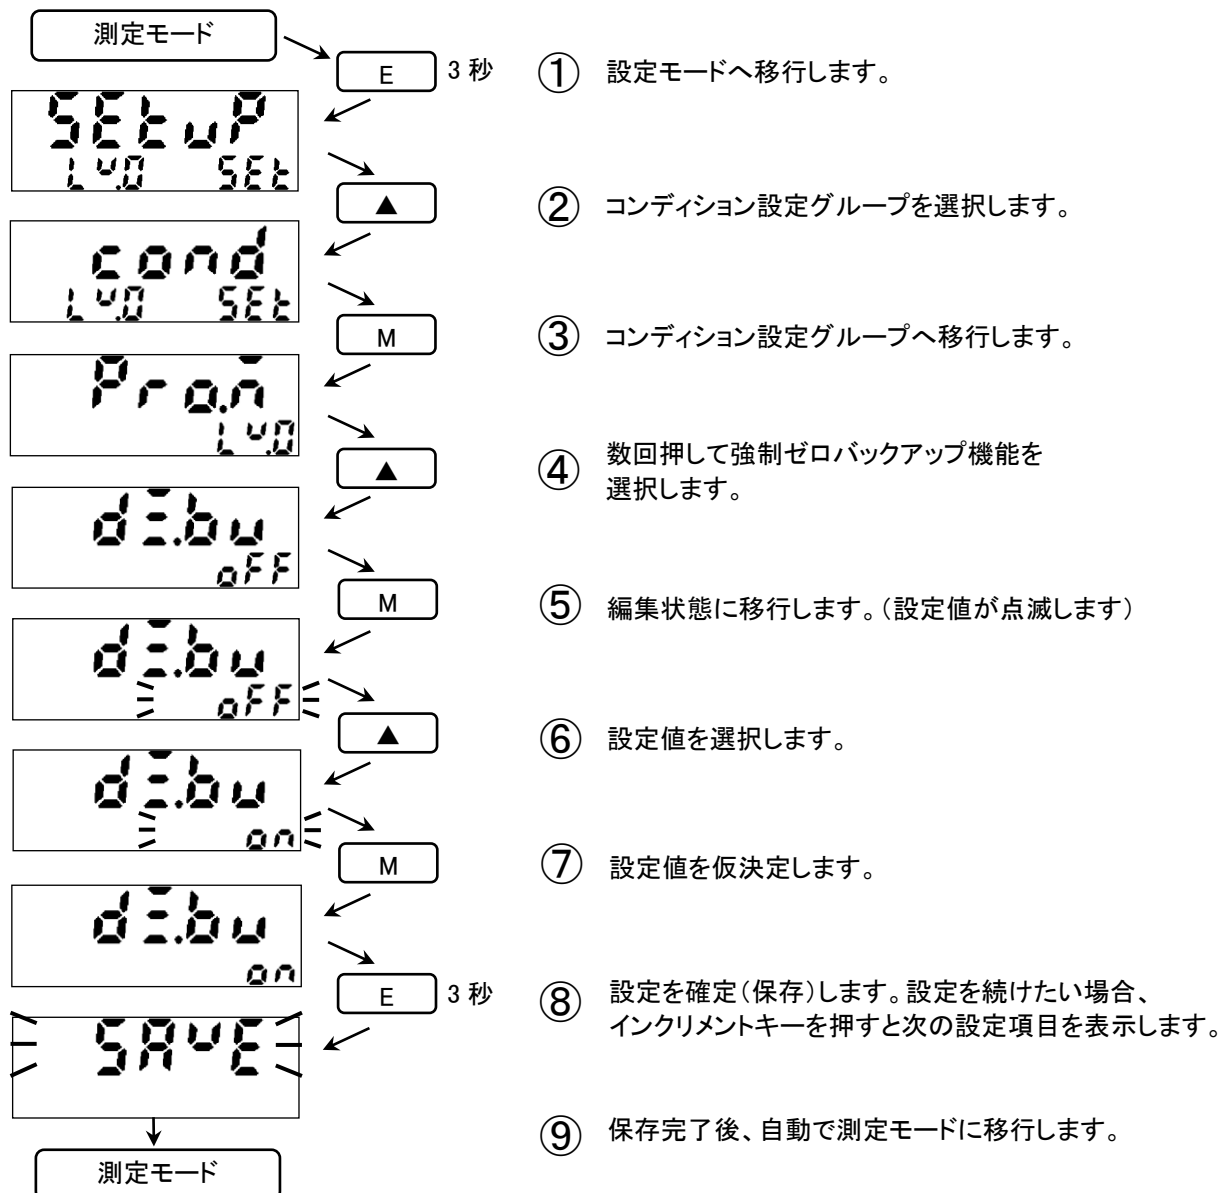 測定モード
E 3 秒 ① 設定モードへ移行します。
SEtuP
Lv.0 SEt
▲ ② コンディション設定グループを選択します。
cond
Lv.0 SEt
M ③ コンディション設定グループへ移行します。
Pro.n̄
Lv.0
▲ ④ 数回押して強制ゼロバックアップ機能を
選択します。
dΞ.bu
oFF
M ⑤ 編集状態に移行します。（設定値が点滅します）
dΞ.bu
oFF
▲ ⑥ 設定値を選択します。
dΞ.bu
on
M ⑦ 設定値を仮決定します。
dΞ.bu
on
E 3 秒 ⑧ 設定を確定（保存）します。設定を続けたい場合、
インクリメントキーを押すと次の設定項目を表示します。
SAvE
⑨ 保存完了後、自動で測定モードに移行します。
測定モード